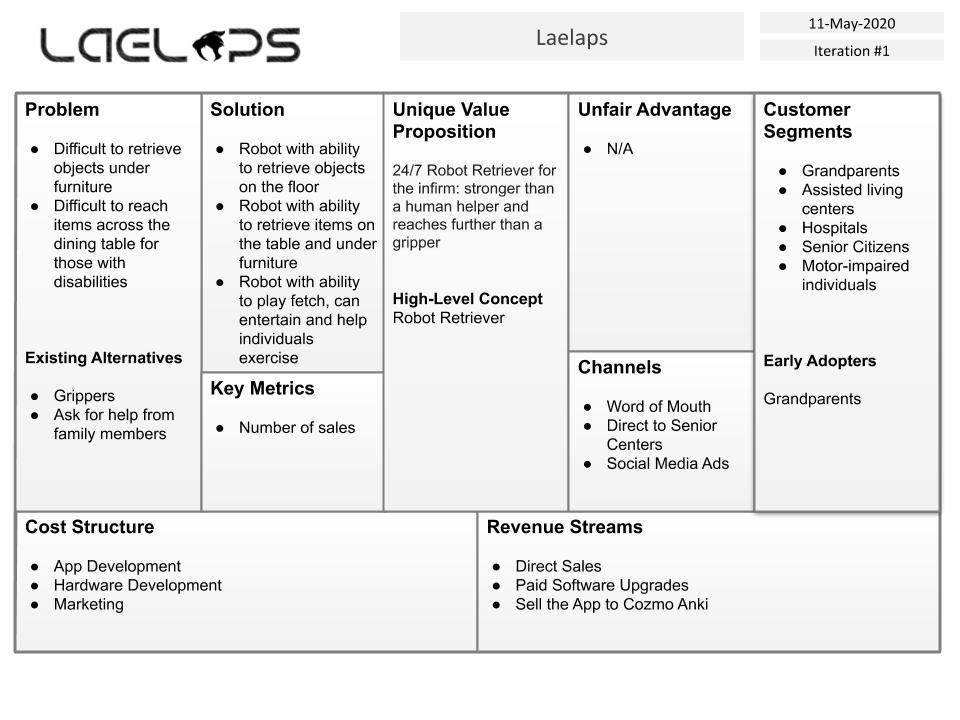 LAELAPS
Laelaps
11-May-2020
Iteration #1
Problem
● Difficult to retrieve
objects under
furniture
● Difficult to reach
items across the
dining table for
those with
disabilities
Existing Alternatives
● Grippers
● Ask for help from
family members
Solution
● Robot with ability
to retrieve objects
on the floor
● Robot with ability
to retrieve items on
the table and under
furniture
● Robot with ability
to play fetch, can
entertain and help
individuals
exercise
Key Metrics
● Number of sales
Unique Value
Proposition
24/7 Robot Retriever for
the infirm: stronger than
a human helper and
reaches further than a
gripper
High-Level Concept
Robot Retriever
Unfair Advantage
● N/A
Channels
● Word of Mouth
● Direct to Senior
Centers
● Social Media Ads
Customer
Segments
● Grandparents
● Assisted living
centers
● Hospitals
● Senior Citizens
● Motor-impaired
individuals
Early Adopters
Grandparents
Cost Structure
● App Development
● Hardware Development
● Marketing
Revenue Streams
● Direct Sales
● Paid Software Upgrades
● Sell the App to Cozmo Anki